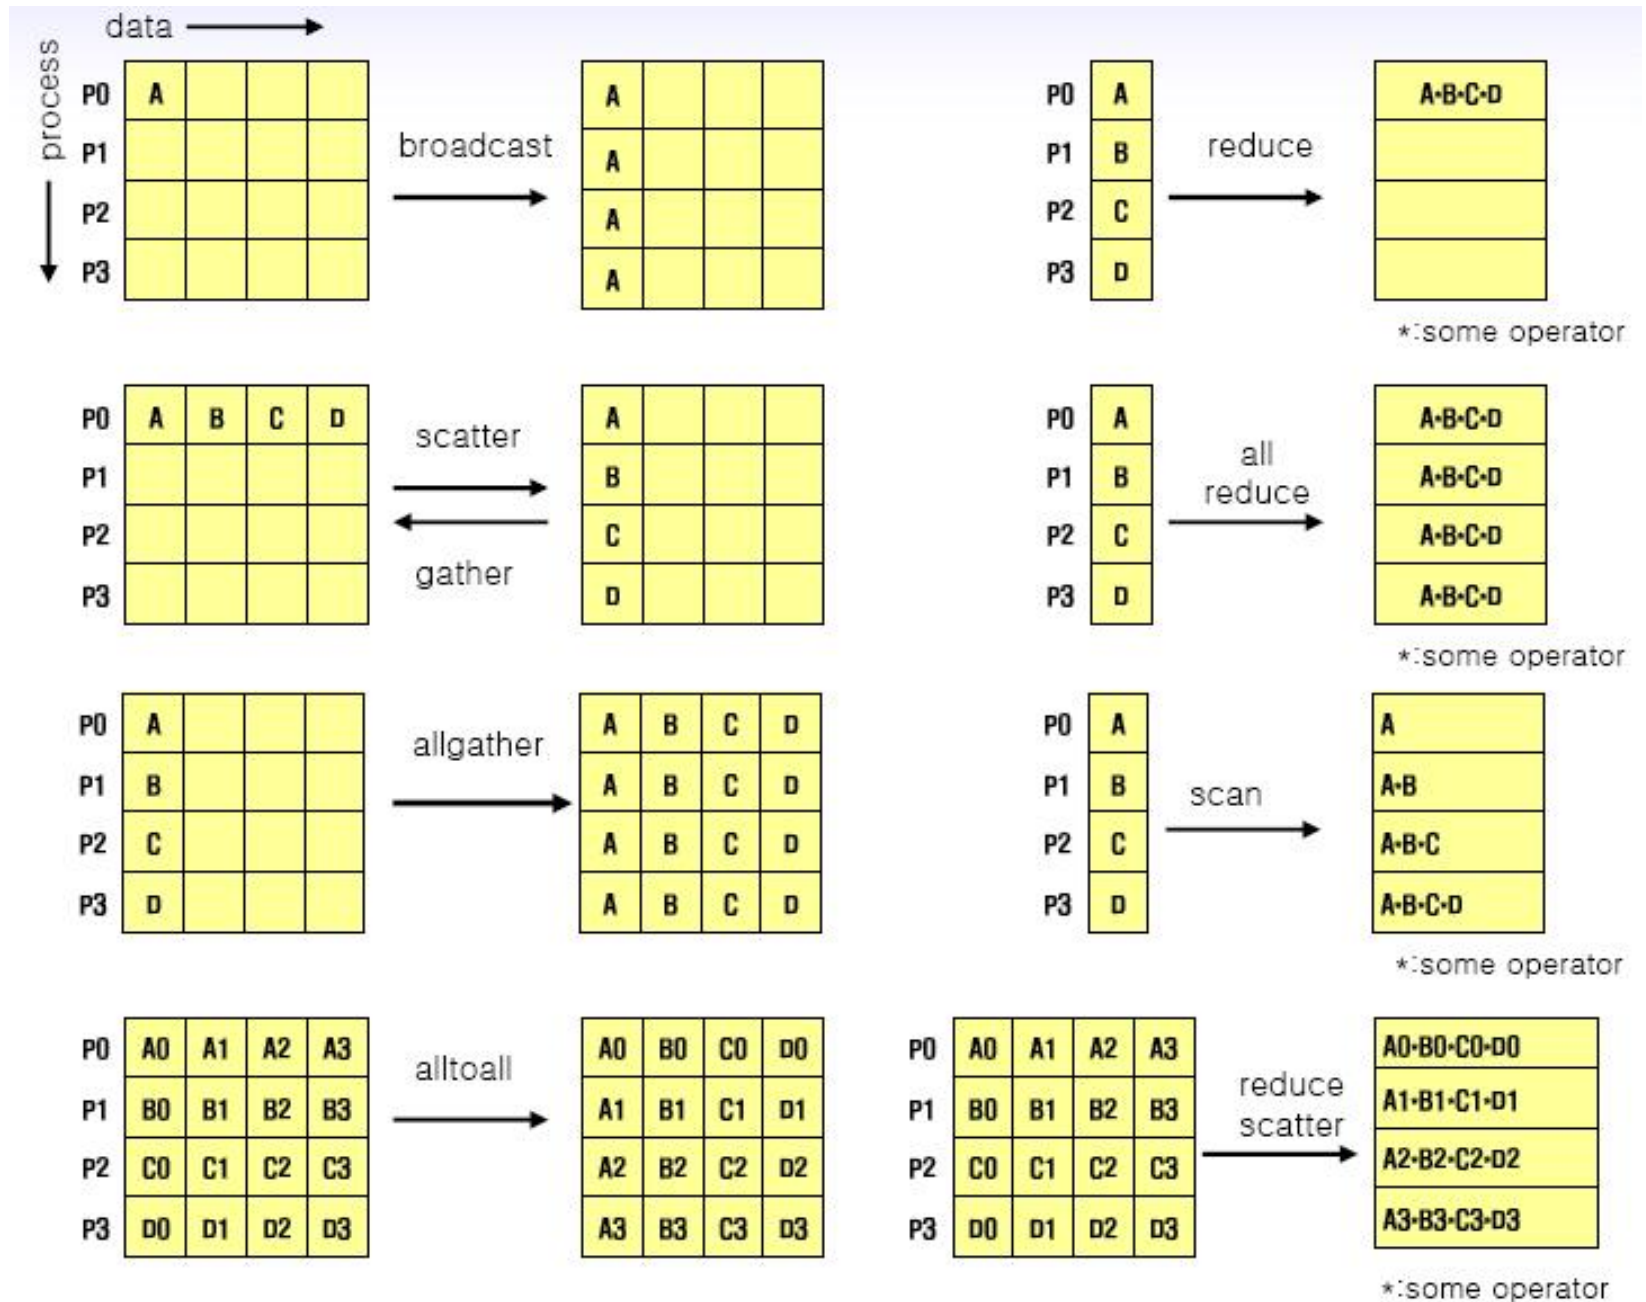 data
process
P0 A
P1
P2
P3
broadcast
A
A
A
A
P0 A
P1 B
P2 C
P3 D
reduce
A*B*C*D
*:some operator
P0 A B C D
P1
P2
P3
scatter
gather
A
B
C
D
P0 A
P1 B
P2 C
P3 D
all
reduce
A*B*C*D
A*B*C*D
A*B*C*D
A*B*C*D
*:some operator
P0 A
P1 B
P2 C
P3 D
allgather
A B C D
A B C D
A B C D
A B C D
P0 A
P1 B
P2 C
P3 D
scan
A
A*B
A*B*C
A*B*C*D
*:some operator
P0 A0 A1 A2 A3
P1 B0 B1 B2 B3
P2 C0 C1 C2 C3
P3 D0 D1 D2 D3
alltoall
A0 B0 C0 D0
A1 B1 C1 D1
A2 B2 C2 D2
A3 B3 C3 D3
P0 A0 A1 A2 A3
P1 B0 B1 B2 B3
P2 C0 C1 C2 C3
P3 D0 D1 D2 D3
reduce
scatter
A0*B0*C0*D0
A1*B1*C1*D1
A2*B2*C2*D2
A3*B3*C3*D3
*:some operator